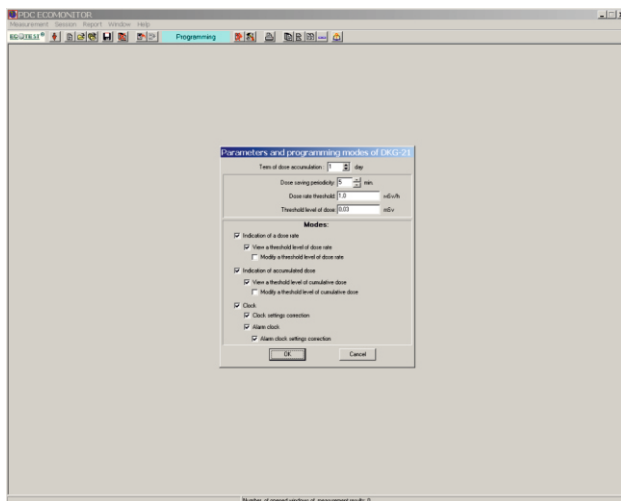 PDC ECOMONITOR
Measurement Session Report Window Help
Programming
Parameters and programming modes of DKG-21
Term of dose accumulation: 1 day
Dose saving periodicity: 5 min.
Dose rate threshold: 1.0
Threshold level of dose: 0.03 mSv
Modes:
Indication of a dose rate
View a threshold level of dose rate
Modify a threshold level of dose rate
Indication of accumulated dose
View a thershold level of cumulative dose
Modify a thershold level of cumulative dose
Clock
Clock settings correction
Alarm clock
Alarm clock settings correction
OK Cancel
Number of opened windows of measurement results: 0